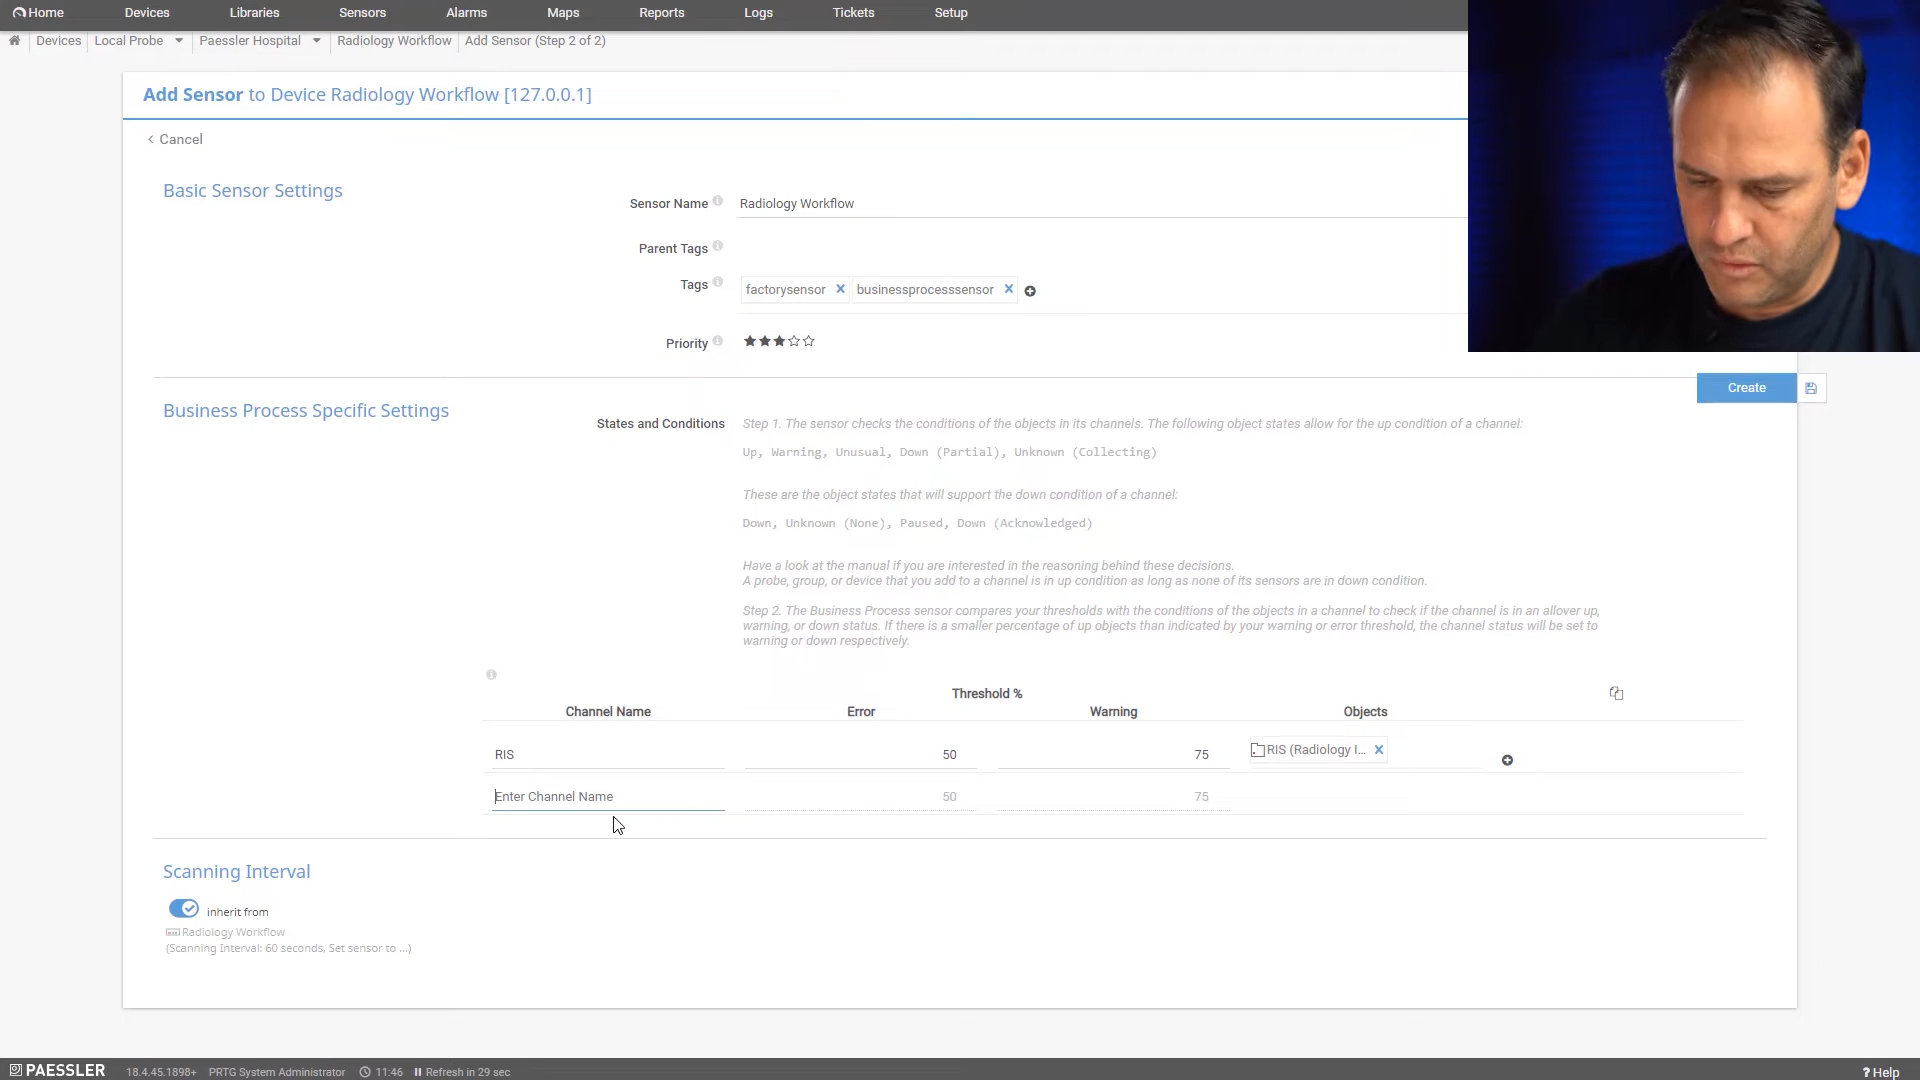 Home Devices Libraries Sensors Alarms Maps Reports Logs Tickets Setup
Devices Local Probe Paessler Hospital Radiology Workflow Add Sensor (Step 2 of 2)
Add Sensor to Device Radiology Workflow [127.0.0.1]
< Cancel
Basic Sensor Settings
Sensor Name Radiology Workflow
Parent Tags
Tags factorysensor businessprocesssensor
Priority
Create
Business Process Specific Settings
States and Conditions Step 1. The sensor checks the conditions of the objects in its channels. The following object states allow for the up condition of a channel:
Up, Warning, Unusual, Down (Partial), Unknown (Collecting)
These are the object states that will support the down condition of a channel:
Down, Unknown (None), Paused, Down (Acknowledged)
Have a look at the manual if you are interested in the reasoning behind these decisions.
A probe, group, or device that you add to a channel is in up condition as long as none of its sensors are in down condition.
Step 2. The Business Process sensor compares your thresholds with the conditions of the objects in a channel to check if the channel is in an allover up,
warning, or down status. If there is a smaller percentage of up objects than indicated by your warning or error threshold, the channel status will be set to
warning or down respectively.
Threshold %
Channel Name Error Warning Objects
RIS 50 75 RIS (Radiology I...
Enter Channel Name 50 75
Scanning Interval
inherit from
Radiology Workflow
(Scanning Interval: 60 seconds, Set sensor to ...)
PAESSLER 18.4.45.1898+ PRTG System Administrator 11:46 Refresh in 29 sec ? Help